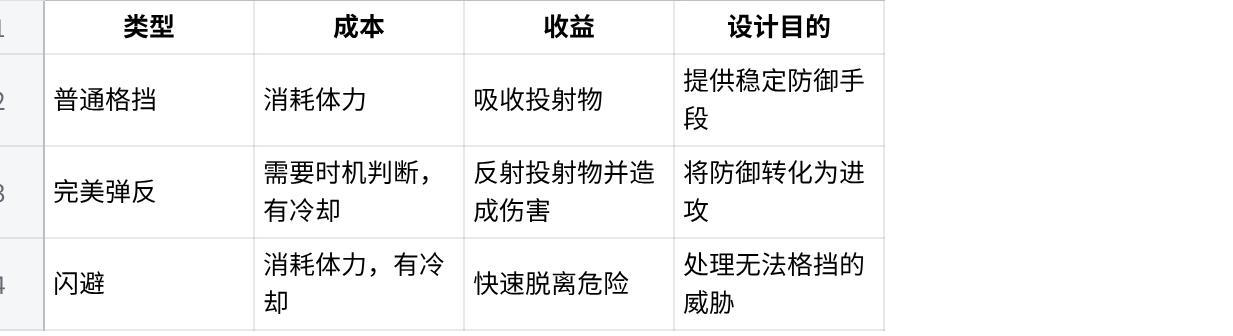 1 类型 成本 收益 设计目的
2 普通格挡 消耗体力 吸收投射物 提供稳定防御手
段
3 完美弹反 需要时机判断， 反射投射物并造 将防御转化为进
有冷却 成伤害 攻
4 闪避 消耗体力，有冷 快速脱离危险 处理无法格挡的
却 威胁